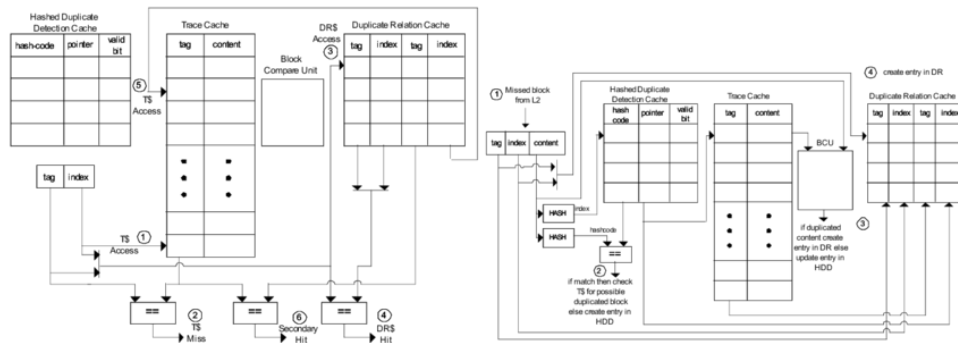 Hashed Duplicate
Detection Cache
hash-code pointer valid
bit
Trace Cache
tag content
DR$
Access
③
Duplicate Relation Cache
tag index tag index
Block
Compare Unit
⑤
T$
Access
tag index
T$ ①
Access
==
==
==
②
T$
Miss
⑥
Secondary
Hit
④
DR$
Hit
① Missed block
from L2
tag index content
Hashed Duplicate
Detection Cache
hash
code
pointer valid
bit
Trace Cache
tag content
④ create entry in DR
Duplicate Relation Cache
tag index tag index
BCU
HASH
index
HASH
hashcode
==
②
if match then check
T$ for possible
duplicated block
else create entry in
HDD
③
if duplicated
content create
entry in DR else
update entry in
HDD